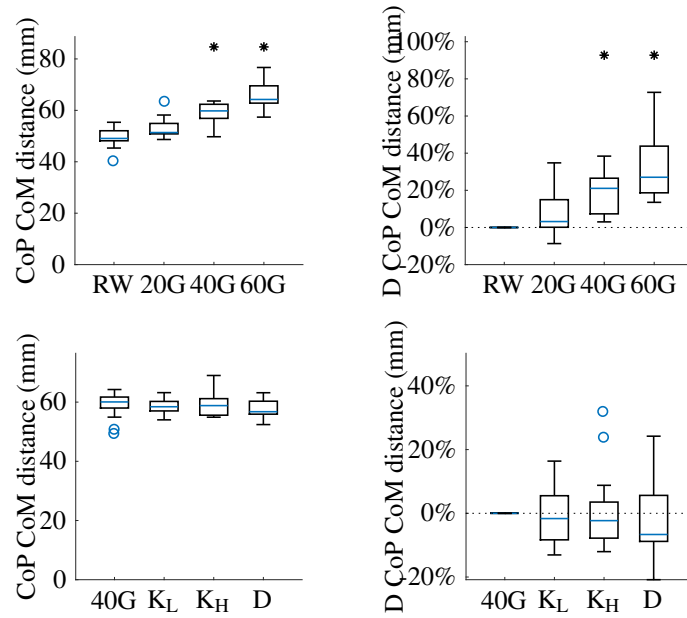 CoP CoM distance (mm)
80
60
40
20
0
RW 20G 40G 60G
* *
D CoP CoM distance (mm)
100%
80%
60%
40%
20%
0%
20%
RW 20G 40G 60G
* *
CoP CoM distance (mm)
60
40
20
0
40G K_L K_H D
D CoP CoM distance (mm)
40%
20%
0%
20%
40G K_L K_H D